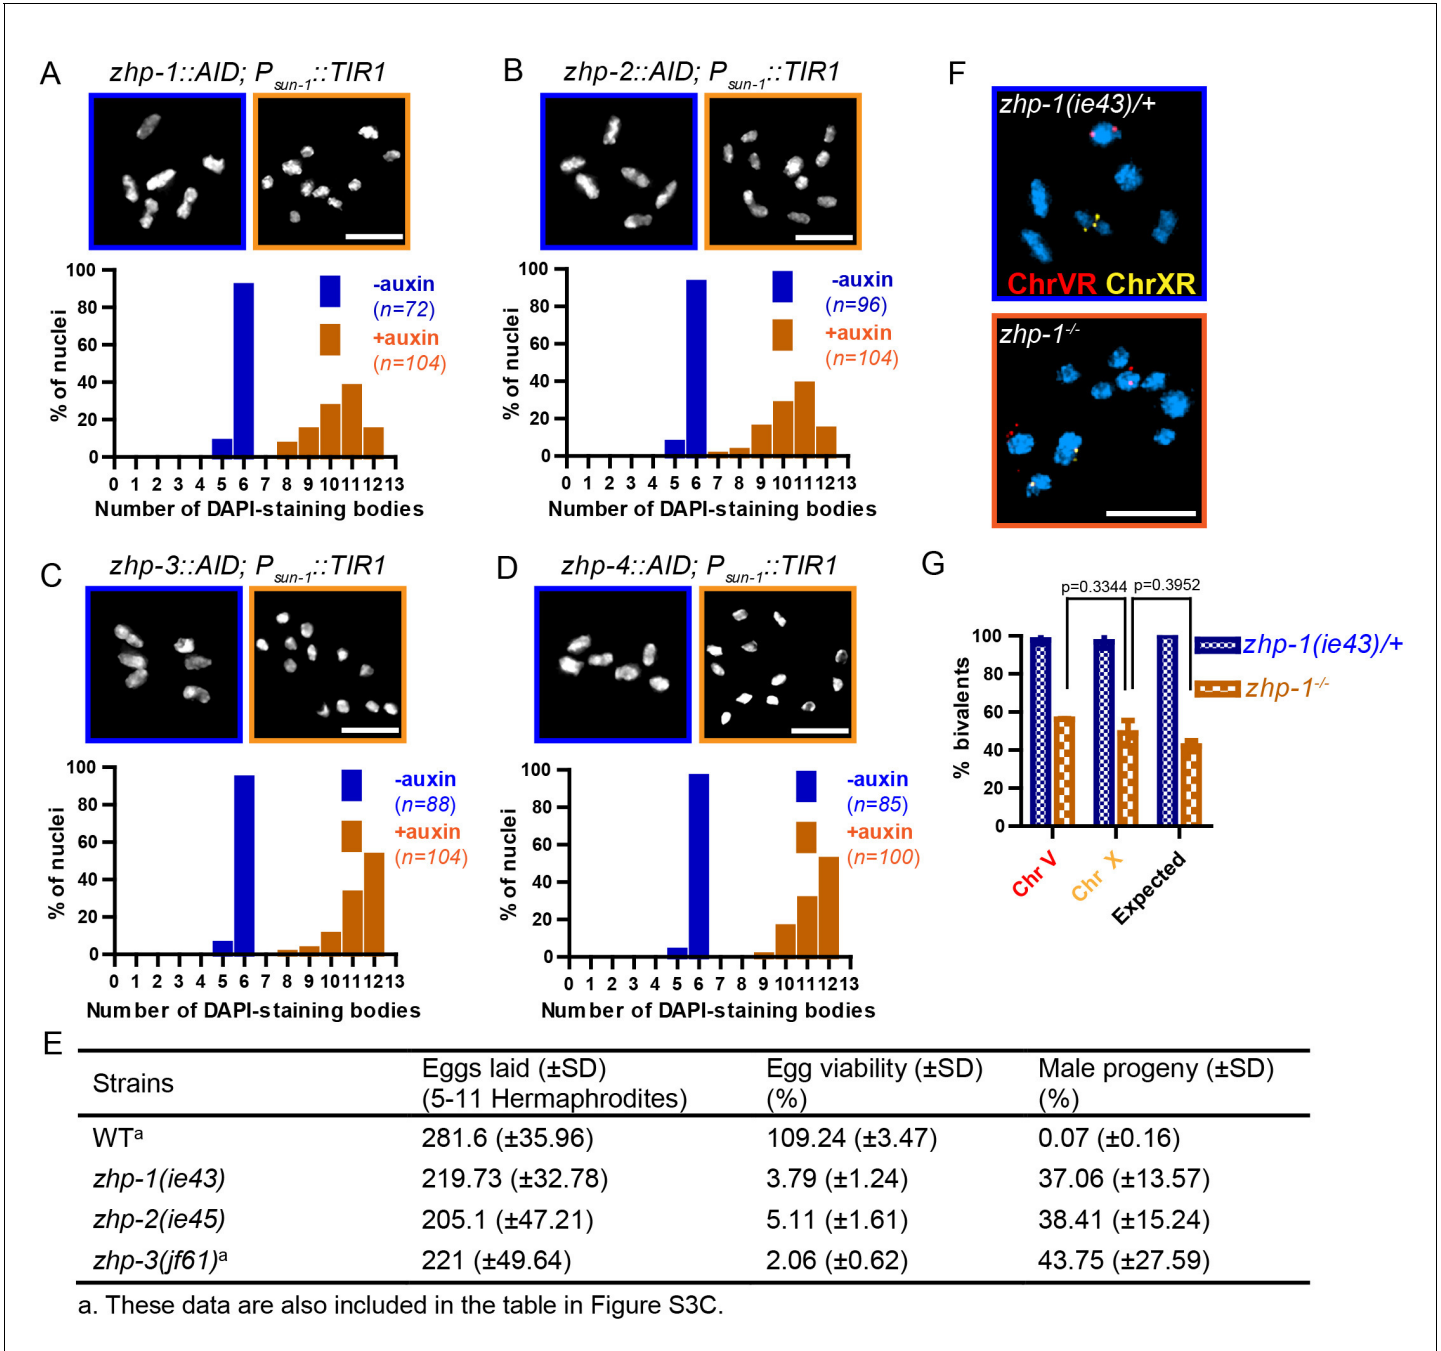 A
zhp-1::AID; Psun-1::TIR1
100
80
60
40
20
0
% of nuclei
-auxin
(n=72)
+auxin
(n=104)
0 1 2 3 4 5 6 7 8 9 10 11 12 13
Number of DAPI-staining bodies
B
zhp-2::AID; Psun-1::TIR1
100
80
60
40
20
0
% of nuclei
-auxin
(n=96)
+auxin
(n=104)
0 1 2 3 4 5 6 7 8 9 10 11 12 13
Number of DAPI-staining bodies
F
zhp-1(ie43)/+
ChrVR ChrXR
zhp-1-/-
C
zhp-3::AID; Psun-1::TIR1
100
80
60
40
20
0
% of nuclei
-auxin
(n=88)
+auxin
(n=104)
0 1 2 3 4 5 6 7 8 9 10 11 12 13
Number of DAPI-staining bodies
D
zhp-4::AID; Psun-1::TIR1
100
80
60
40
20
0
% of nuclei
-auxin
(n=85)
+auxin
(n=100)
0 1 2 3 4 5 6 7 8 9 10 11 12 13
Number of DAPI-staining bodies
G
p=0.3344 p=0.3952
100
80
60
40
20
0
% bivalents
zhp-1(ie43)/+
zhp-1-/-
Chr V
Chr X
Expected
E
Strains Eggs laid (±SD) (5-11 Hermaphrodites) Egg viability (±SD) (%) Male progeny (±SD) (%)
WTa 281.6 (±35.96) 109.24 (±3.47) 0.07 (±0.16)
zhp-1(ie43) 219.73 (±32.78) 3.79 (±1.24) 37.06 (±13.57)
zhp-2(ie45) 205.1 (±47.21) 5.11 (±1.61) 38.41 (±15.24)
zhp-3(jf61)a 221 (±49.64) 2.06 (±0.62) 43.75 (±27.59)
a. These data are also included in the table in Figure S3C.